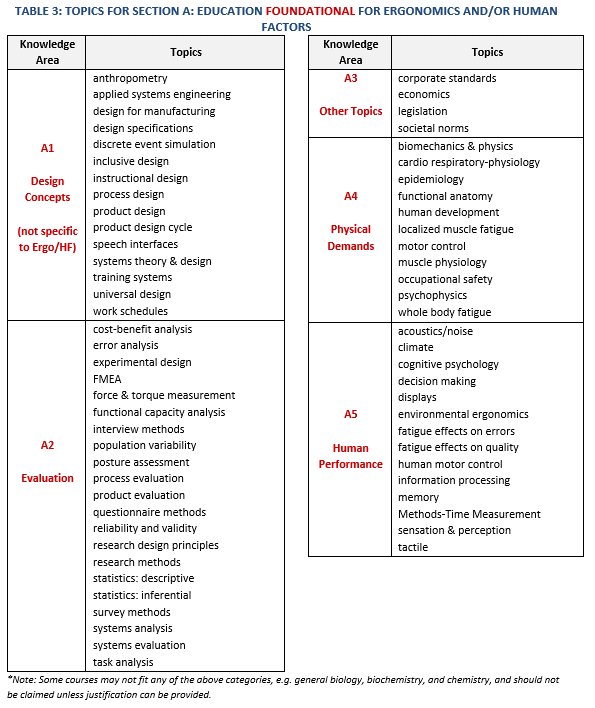 TABLE 3: TOPICS FOR SECTION A: EDUCATION FOUNDATIONAL FOR ERGONOMICS AND/OR HUMAN
FACTORS
Knowledge
Area
Topics
A1
Design
Concepts
(not specific
to Ergo/HF)
anthropometry
applied systems engineering
design for manufacturing
design specifications
discrete event simulation
inclusive design
instructional design
process design
product design
product design cycle
speech interfaces
systems theory & design
training systems
universal design
work schedules
A2
Evaluation
cost-benefit analysis
error analysis
experimental design
FMEA
force & torque measurement
functional capacity analysis
interview methods
population variability
posture assessment
process evaluation
product evaluation
questionnaire methods
reliability and validity
research design principles
research methods
statistics: descriptive
statistics: inferential
survey methods
systems analysis
systems evaluation
task analysis
Knowledge
Area
Topics
A3
Other Topics
corporate standards
economics
legislation
societal norms
A4
Physical
Demands
biomechanics & physics
cardio respiratory-physiology
epidemiology
functional anatomy
human development
localized muscle fatigue
motor control
muscle physiology
occupational safety
psychophysics
whole body fatigue
A5
Human
Performance
acoustics/noise
climate
cognitive psychology
decision making
displays
environmental ergonomics
fatigue effects on errors
fatigue effects on quality
human motor control
information processing
memory
Methods-Time Measurement
sensation & perception
tactile
*Note: Some courses may not fit any of the above categories, e.g. general biology, biochemistry, and chemistry, and should not
be claimed unless justification can be provided.